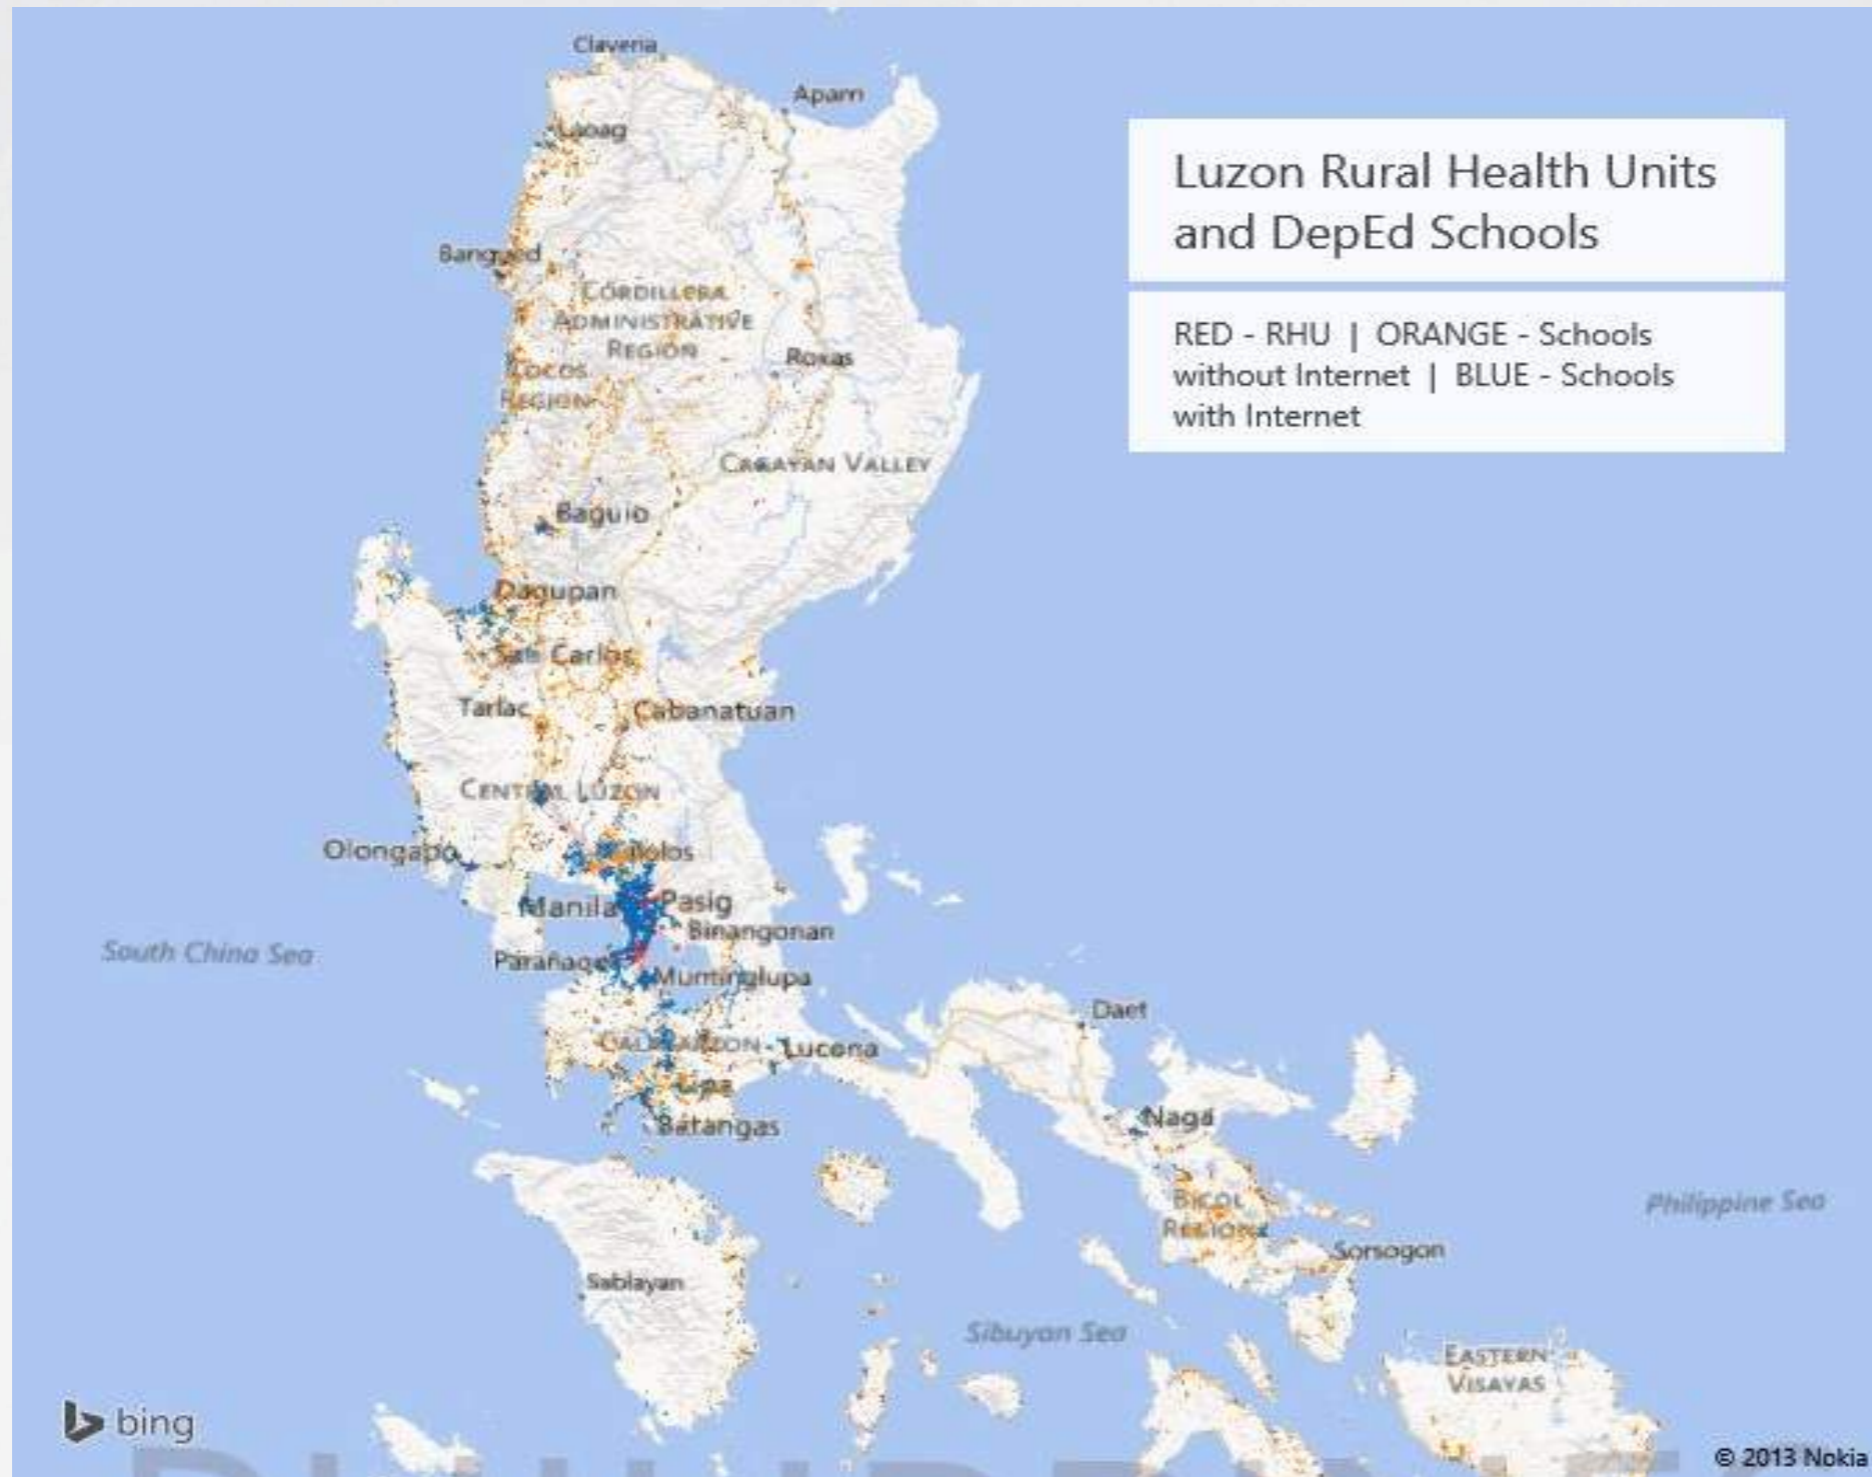 Claveria
Aparri
Laoag
Luzon Rural Health Units
and DepEd Schools
Bangued
CORDILLERA
ADMINISTRATIVE
REGION
RED - RHU | ORANGE - Schools
without Internet | BLUE - Schools
with Internet
Roxas
ILOCOS
REGION
CAGAYAN VALLEY
Baguio
Dagupan
San Carlos
Tarlac
Cabanatuan
CENTRAL LUZON
Olongapo
Malolos
Manila
Pasig
Binangonan
South China Sea
Parañaque
Muntinglupa
Daet
CALABARZON
Lucena
Lipa
Naga
Batangas
BICOL
REGION
Philippine Sea
Sorsogon
Sablayan
Sibuyan Sea
EASTERN
VISAYAS
bing
© 2013 Nokia